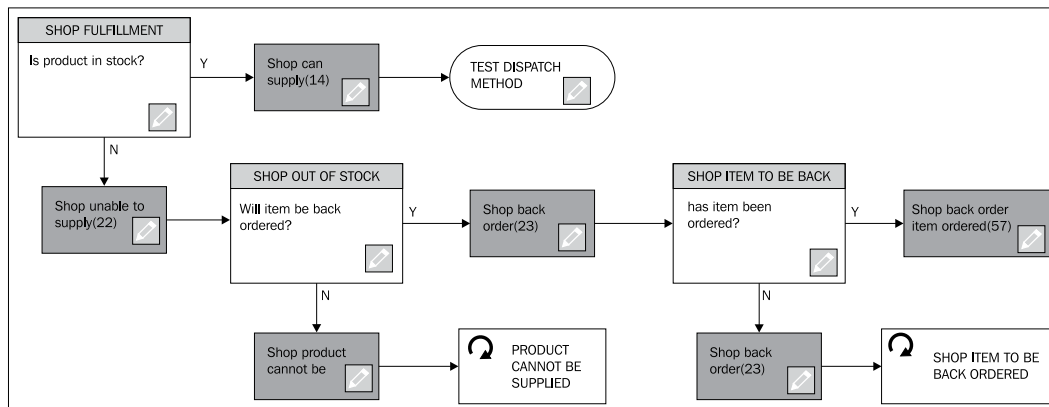 SHOP FULFILLMENT
Is product in stock?
Y
Shop can
supply(14)
TEST DISPATCH
METHOD
N
Shop unable to
supply(22)
SHOP OUT OF STOCK
Will item be back
ordered?
Y
Shop back
order(23)
SHOP ITEM TO BE BACK
has item been
ordered?
Y
Shop back order
item ordered(57)
N
Shop product
cannot be
PRODUCT
CANNOT BE
SUPPLIED
N
Shop back
order(23)
SHOP ITEM TO BE
BACK ORDERED